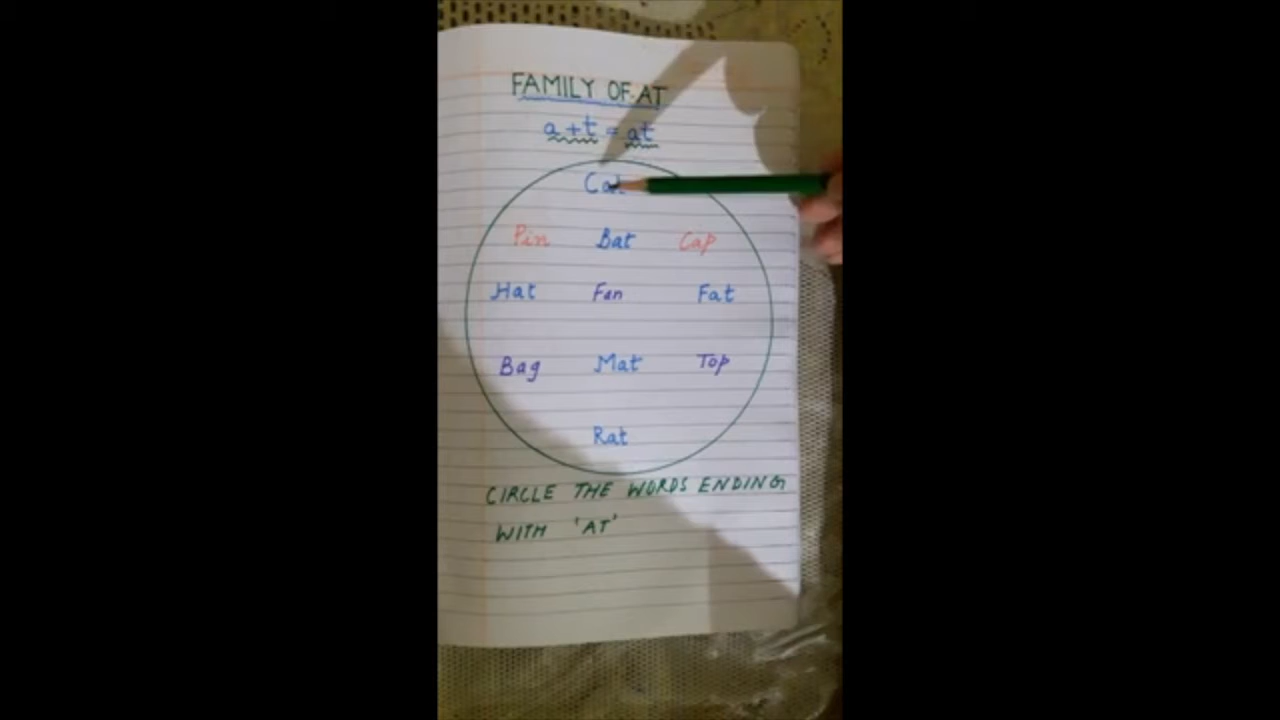 FAMILY OF AT
a + t = at
Cat
Pin Bat Cap
Hat Fan Fat
Bag Mat Top
Rat
CIRCLE THE WORDS ENDING
WITH 'AT'